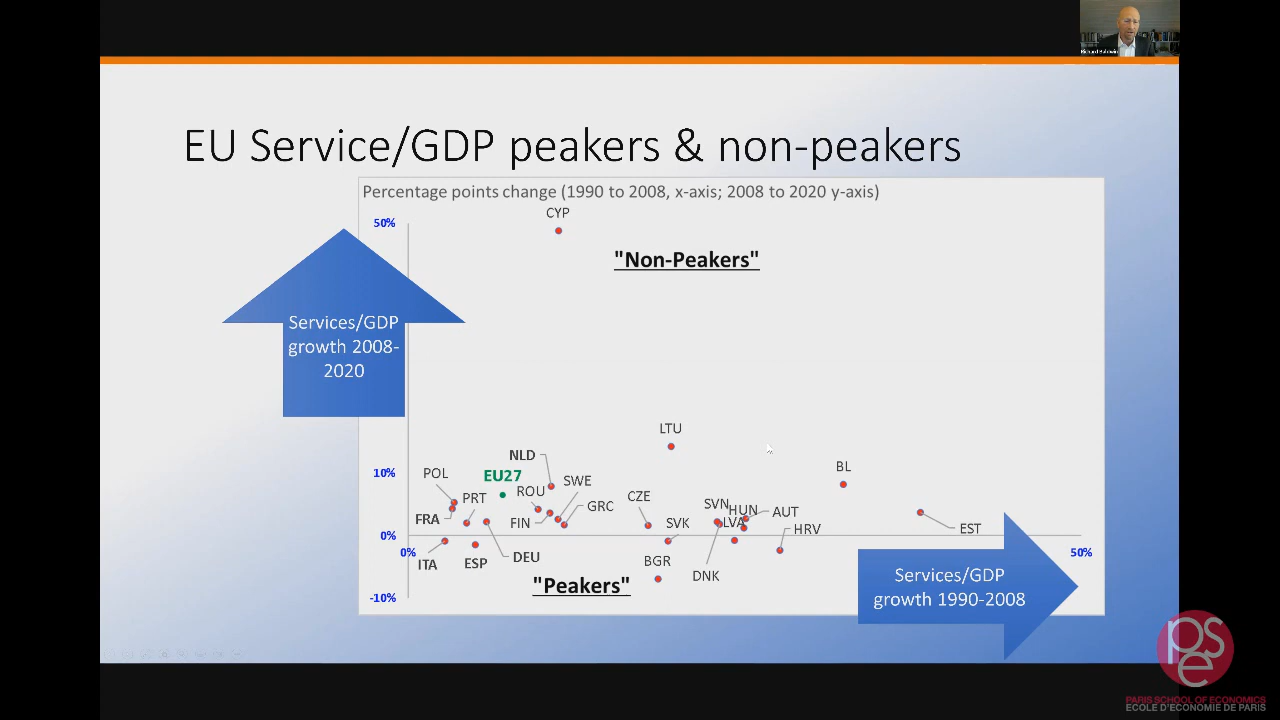 Richard Baldwin
EU Service/GDP peakers & non-peakers
Percentage points change (1990 to 2008, x-axis; 2008 to 2020 y-axis)
CYP
50%
"Non-Peakers"
Services/GDP
growth 2008-
2020
LTU
NLD
BL
POL
10%
EU27
SWE
ROU
PRT
CZE
GRC
SVN
HUN
AUT
FRA
FIN
SVK
LVA
HRV
EST
0%
0%
50%
ITA
ESP
DEU
BGR
DNK
"Peakers"
-10%
Services/GDP
growth 1990-2008
pse
PARIS SCHOOL OF ECONOMICS
ECOLE D'ECONOMIE DE PARIS